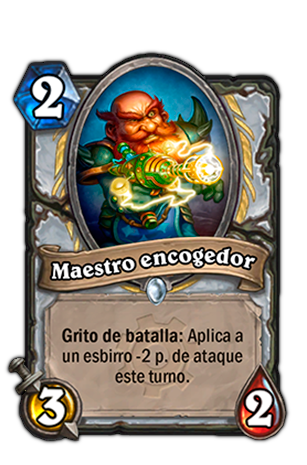 2
Maestro encogedor
Grito de batalla: Aplica a
un esbirro -2 p. de ataque
este turno.
3
2